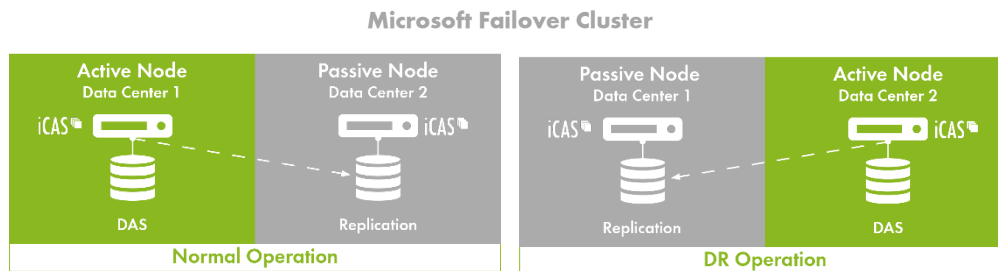 Microsoft Failover Cluster
Active Node
Data Center 1
iCAS
DAS
Passive Node
Data Center 2
iCAS
Replication
Normal Operation
Passive Node
Data Center 1
iCAS
Replication
Active Node
Data Center 2
iCAS
DAS
DR Operation